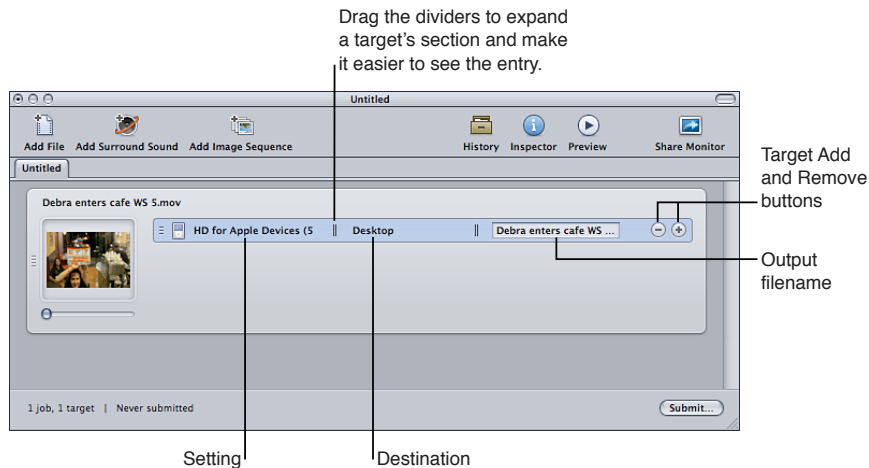 Drag the dividers to expand
a target’s section and make
it easier to see the entry.
Untitled
Add File Add Surround Sound Add Image Sequence History Inspector Preview Share Monitor
Untitled
Debra enters cafe WS 5.mov
HD for Apple Devices (5 Desktop Debra enters cafe WS ...
Target Add
and Remove
buttons
Output
filename
1 job, 1 target | Never submitted Submit...
Setting Destination